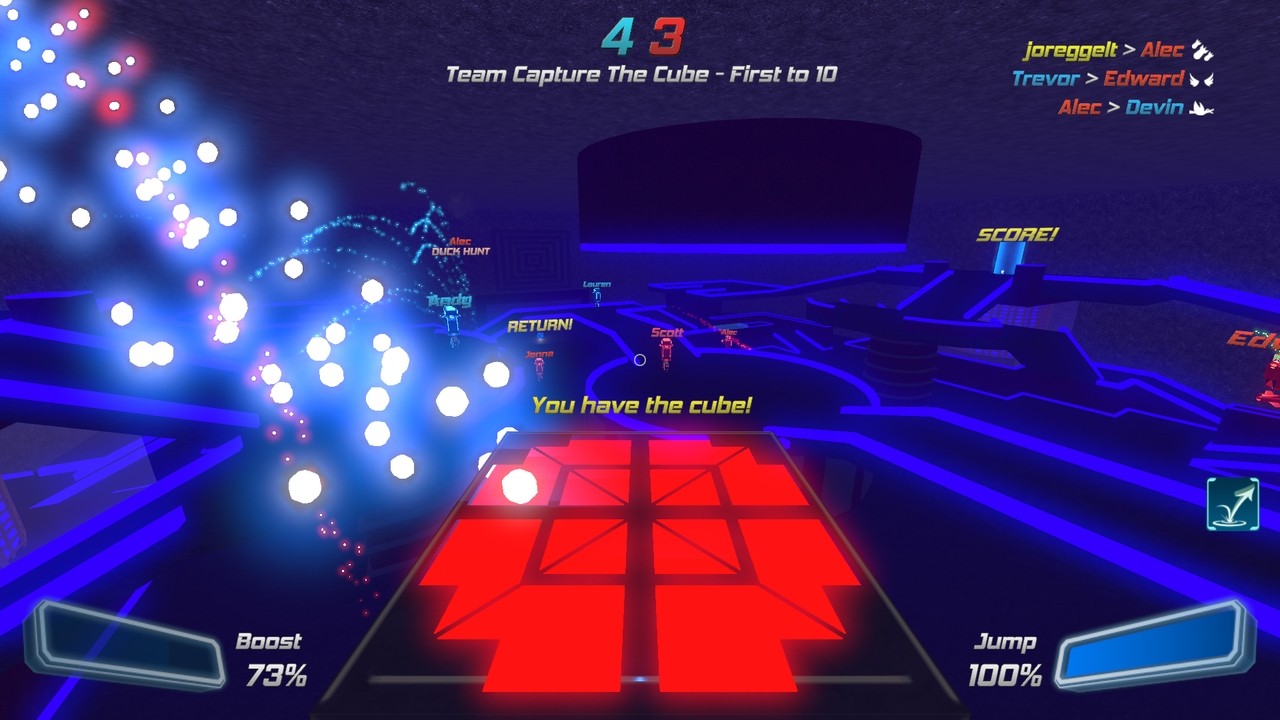 4 3
Team Capture The Cube - First to 10
joreggelt > Alec
Trevor > Edward
Alec > Devin
SCORE!
Alec
DUCK HUNT
Lauren
RETURN!
Scott
Alec
Jenna
You have the cube!
Boost
73%
Jump
100%